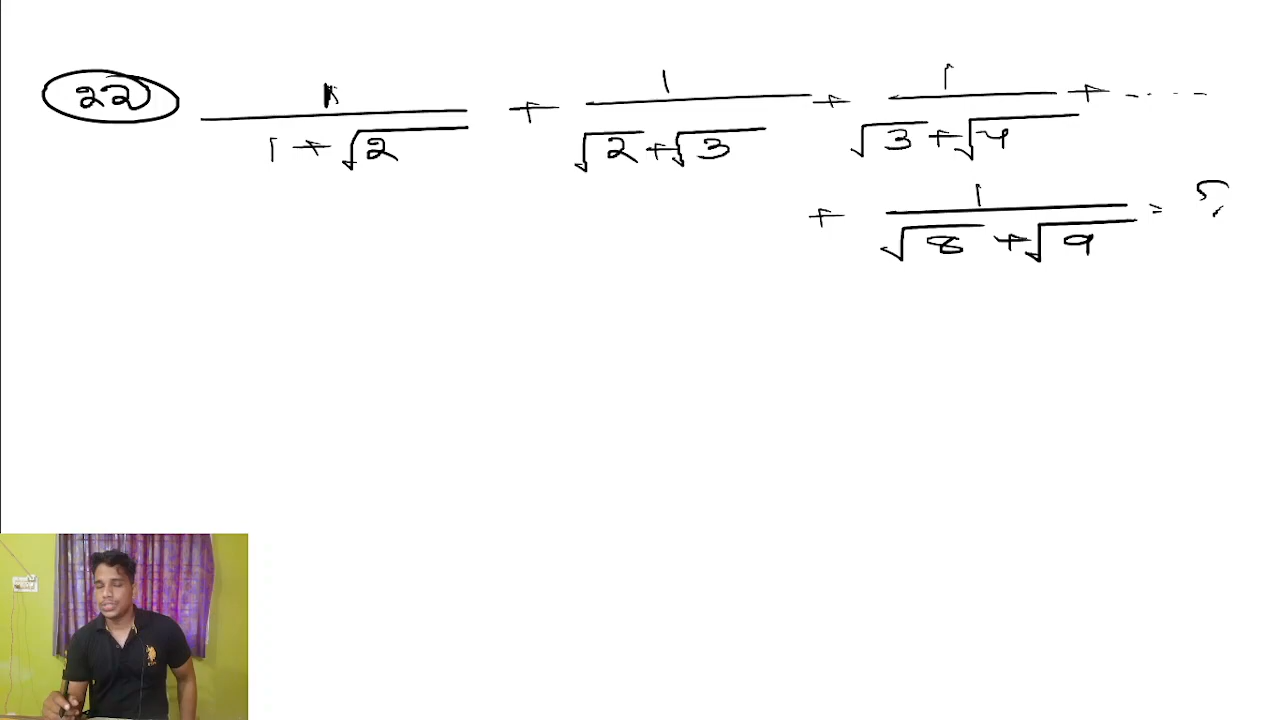 22 1/(1+√2) + 1/(√2+√3) + 1/(√3+√4) + .....
+ 1/(√8+√9) = ?